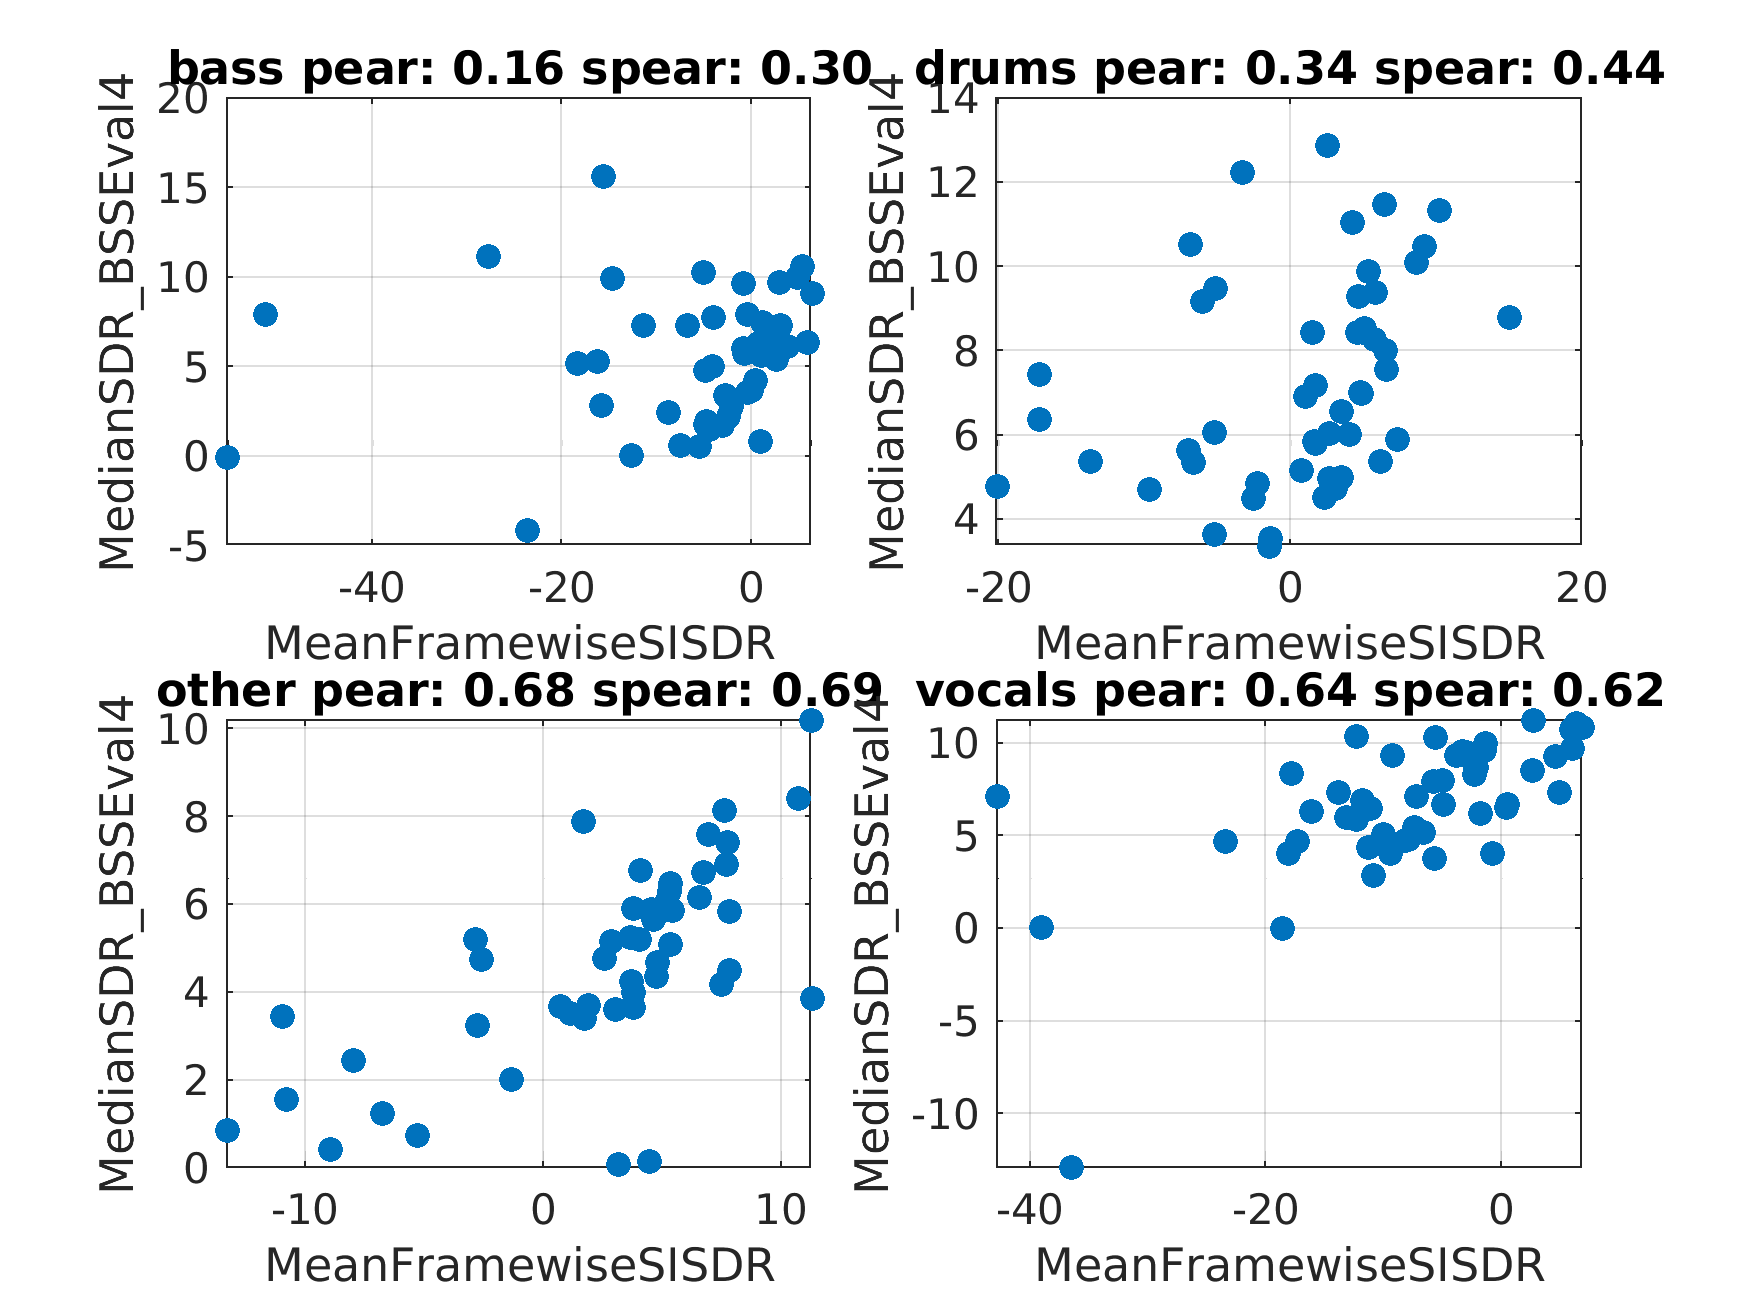 bass pear: 0.16 spear: 0.30
MedianSDR_BSSEval4
20
15
10
5
0
-5
-40 -20 0
MeanFramewiseSISDR
drums pear: 0.34 spear: 0.44
MedianSDR_BSSEval4
14
12
10
8
6
4
-20 0 20
MeanFramewiseSISDR
other pear: 0.68 spear: 0.69
MedianSDR_BSSEval4
10
8
6
4
2
0
-10 0 10
MeanFramewiseSISDR
vocals pear: 0.64 spear: 0.62
MedianSDR_BSSEval4
10
5
0
-5
-10
-40 -20 0
MeanFramewiseSISDR